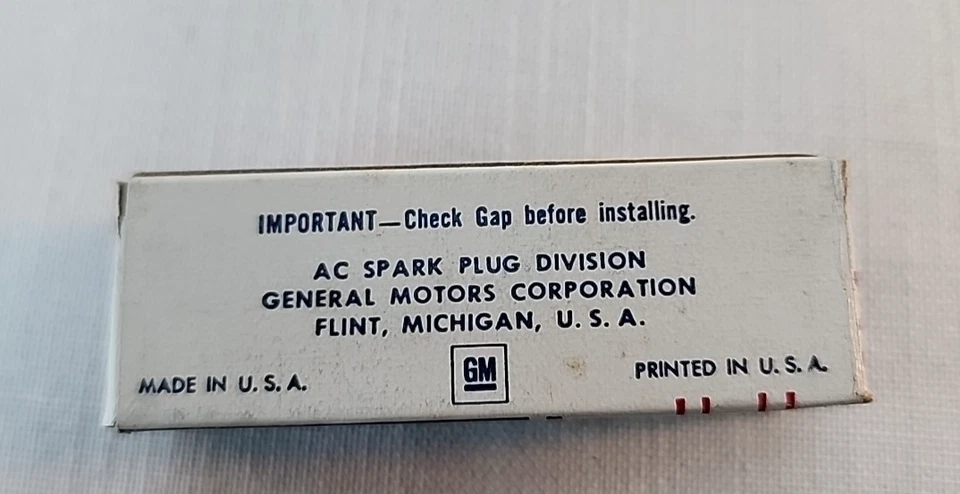 IMPORTANT—Check Gap before installing.
AC SPARK PLUG DIVISION
GENERAL MOTORS CORPORATION
FLINT, MICHIGAN, U. S. A.
MADE IN U. S. A.
GM
PRINTED IN U. S. A.